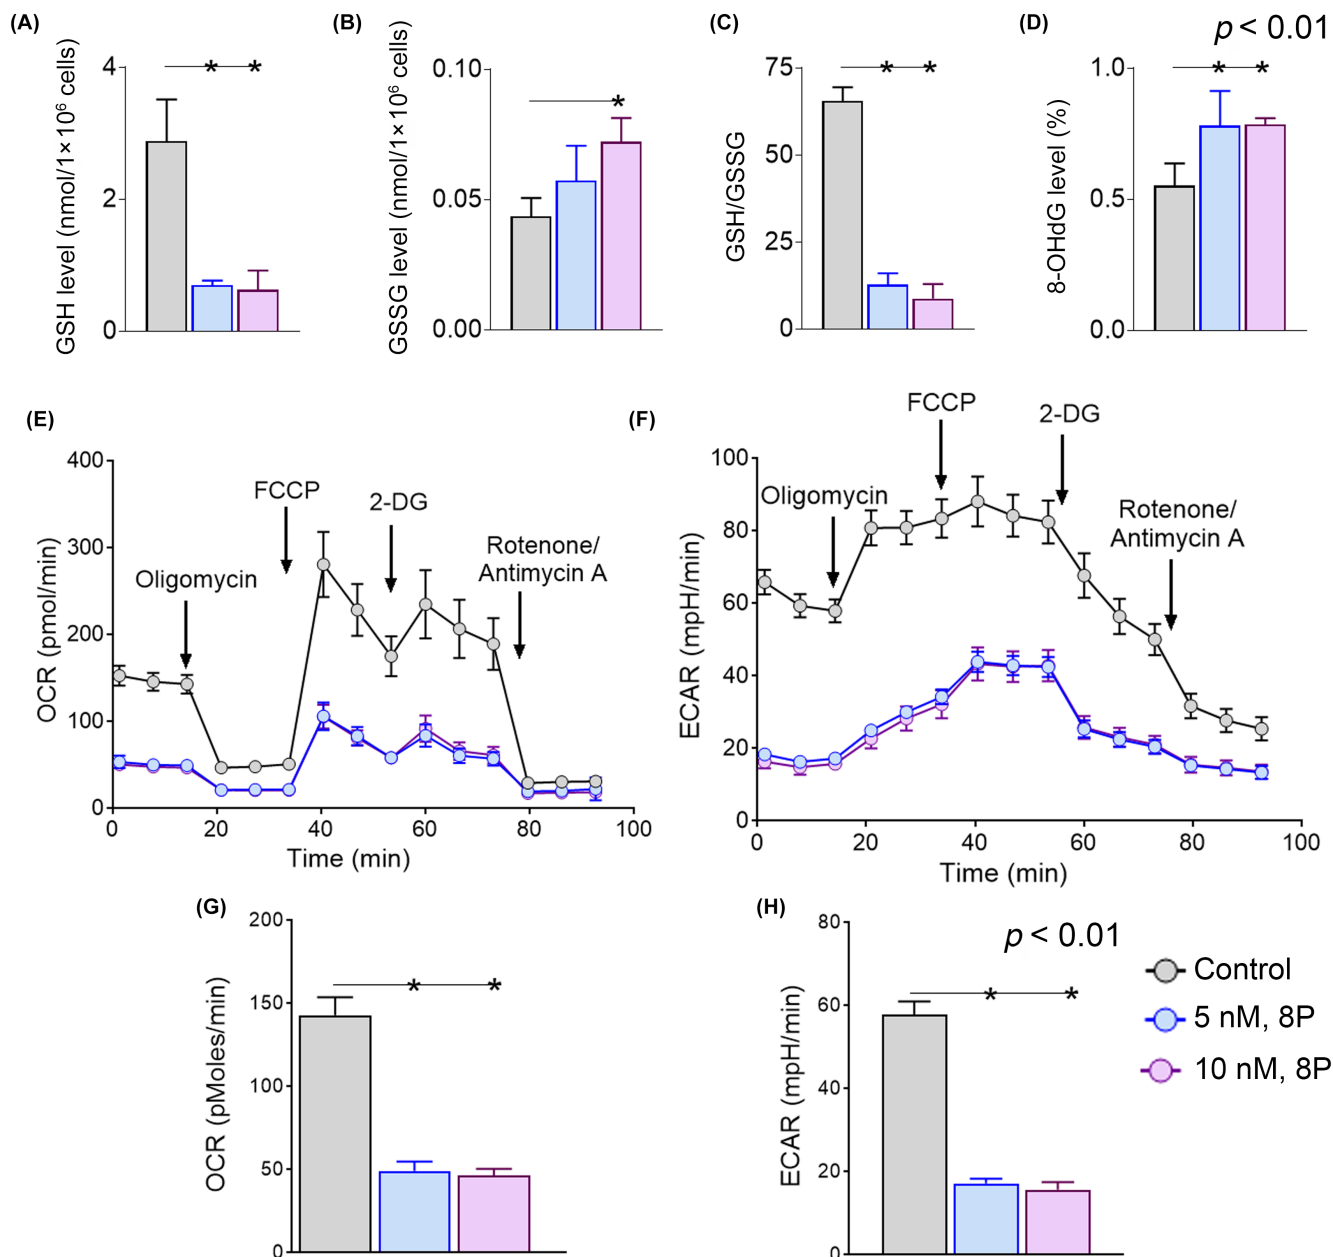 (A)
GSH level (nmol/1×10⁶ cells)
4
2
0
* *
(B)
GSSG level (nmol/1×10⁶ cells)
0.10
0.05
0.00
*
(C)
GSH/GSSG
75
50
25
0
* *
(D)
p < 0.01
8-OHdG level (%)
1.0
0.5
0.0
* *
(E)
OCR (pmol/min)
400
300
200
100
0
Oligomycin
FCCP
2-DG
Rotenone/
Antimycin A
0 20 40 60 80 100
Time (min)
(F)
ECAR (mpH/min)
100
80
60
40
20
0
Oligomycin
FCCP
2-DG
Rotenone/
Antimycin A
0 20 40 60 80 100
Time (min)
(G)
OCR (pMoles/min)
200
150
100
50
0
* *
(H)
ECAR (mpH/min)
80
60
40
20
0
p < 0.01
* *
Control
5 nM, 8P
10 nM, 8P